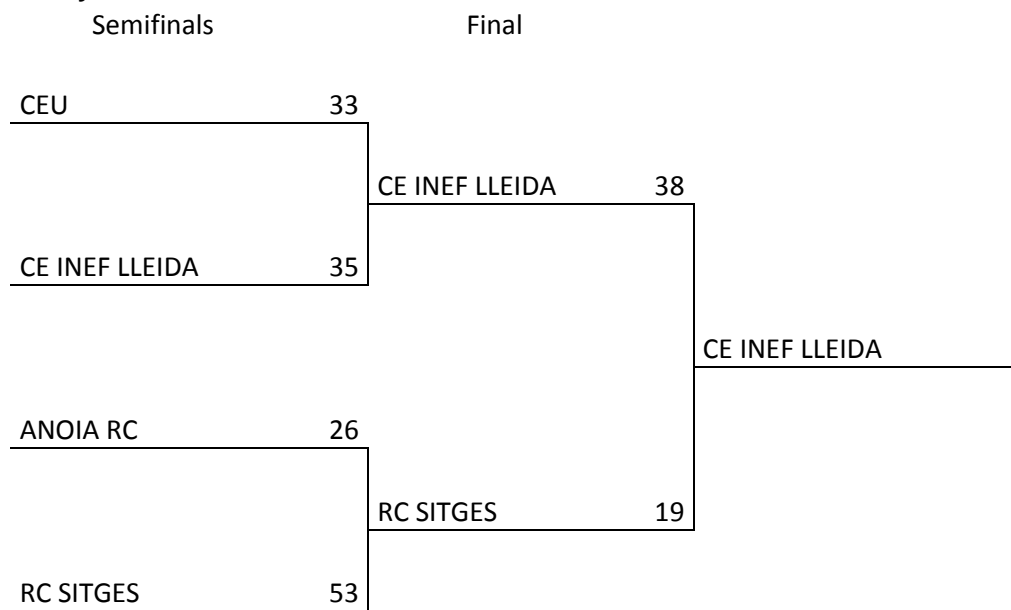 Semifinals Final
CEU 33
CE INEF LLEIDA 38
CE INEF LLEIDA 35
CE INEF LLEIDA
ANOIA RC 26
RC SITGES 19
RC SITGES 53